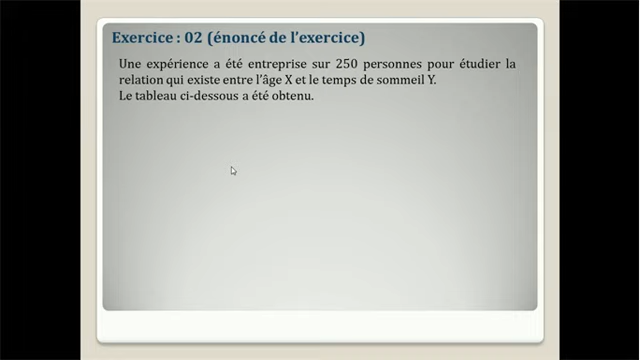 Exercice : 02 (énoncé de l'exercice)
Une expérience a été entreprise sur 250 personnes pour étudier la
relation qui existe entre l'âge X et le temps de sommeil Y.
Le tableau ci-dessous a été obtenu.